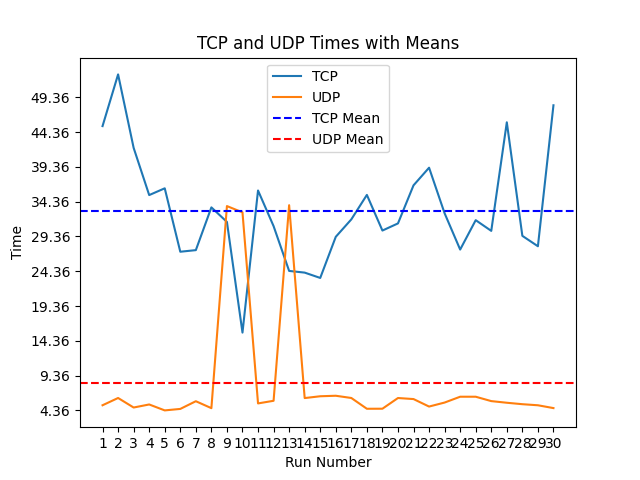 TCP and UDP Times with Means
TCP
UDP
TCP Mean
UDP Mean
49.36
44.36
39.36
34.36
29.36
24.36
19.36
14.36
9.36
4.36
Time
1 2 3 4 5 6 7 8 9 10 11 12 13 14 15 16 17 18 19 20 21 22 23 24 25 26 27 28 29 30
Run Number